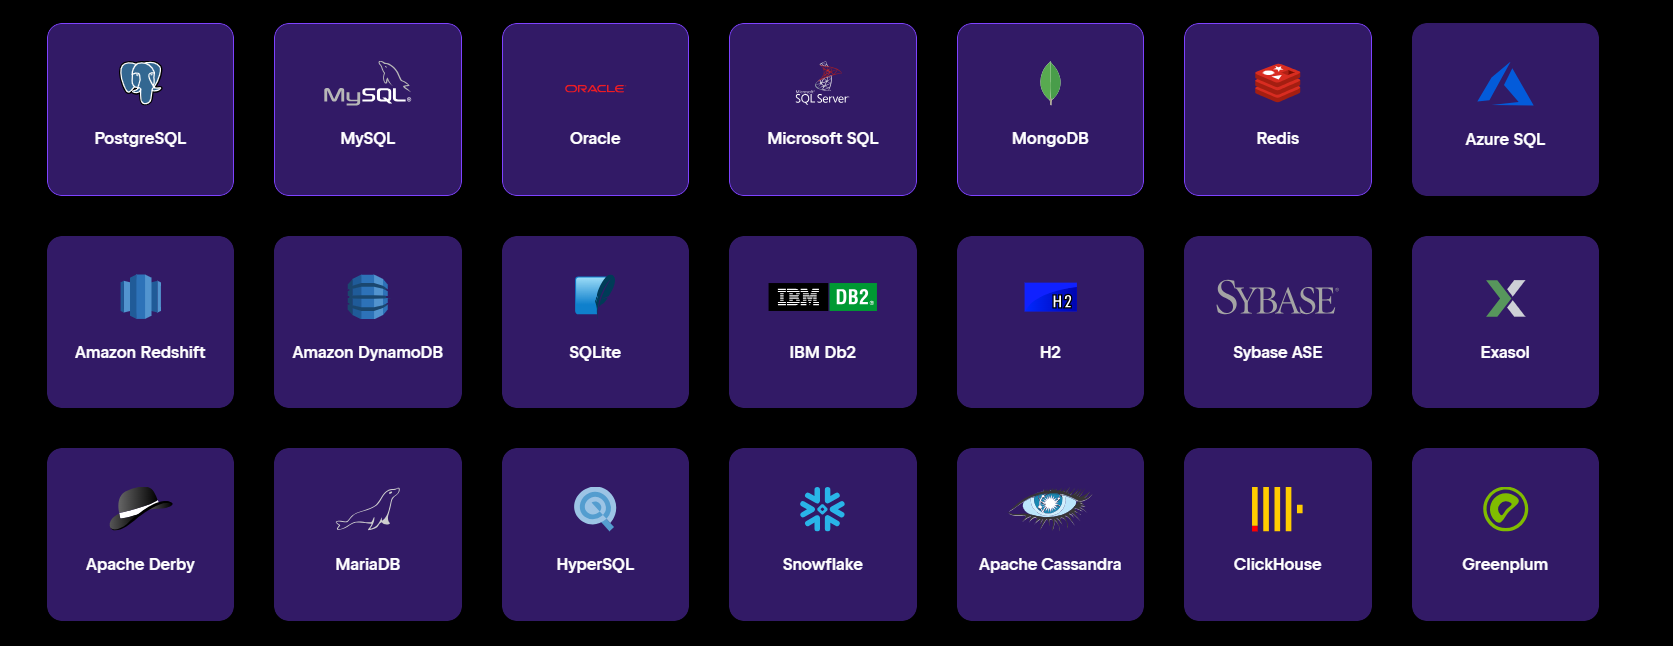 MySQL®
ORACLE
Microsoft®
SQL Server
PostgreSQL
MySQL
Oracle
Microsoft SQL
MongoDB
Redis
Azure SQL
IBM DB2®
H2
SYBASE®
Amazon Redshift
Amazon DynamoDB
SQLite
IBM Db2
H2
Sybase ASE
Exasol
Apache Derby
MariaDB
HyperSQL
Snowflake
Apache Cassandra
ClickHouse
Greenplum